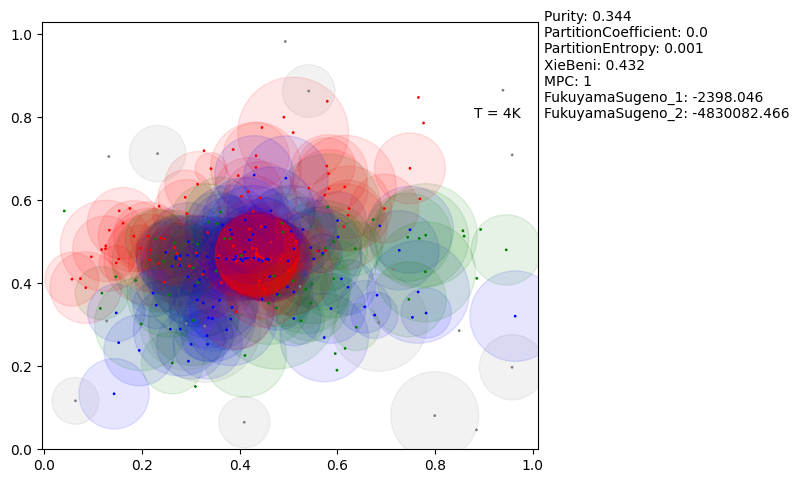 Purity: 0.344
PartitionCoefficient: 0.0
PartitionEntropy: 0.001
XieBeni: 0.432
MPC: 1
FukuyamaSugeno_1: -2398.046
FukuyamaSugeno_2: -4830082.466
T = 4K
1.0
0.8
0.6
0.4
0.2
0.0
0.0 0.2 0.4 0.6 0.8 1.0